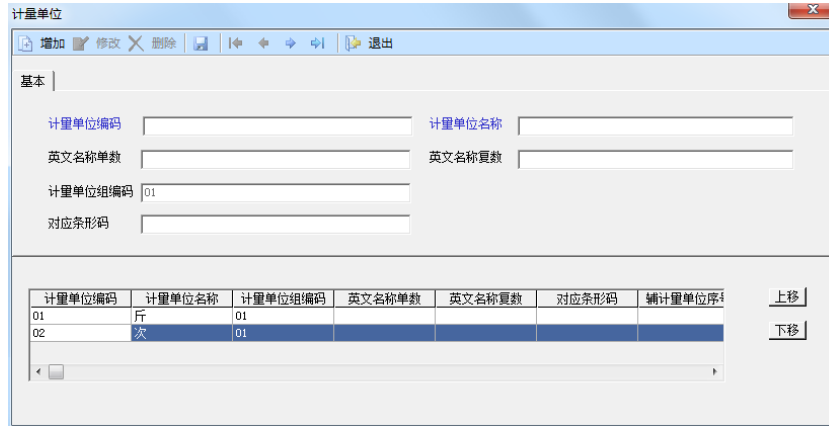 计量单位
增加 修改 删除 退出
基本
计量单位编码 计量单位名称
英文名称单数 英文名称复数
计量单位组编码 01
对应条形码
计量单位编码 计量单位名称 计量单位组编码 英文名称单数 英文名称复数 对应条形码 辅计量单位序号 上移
01 斤 01
02 次 01 下移